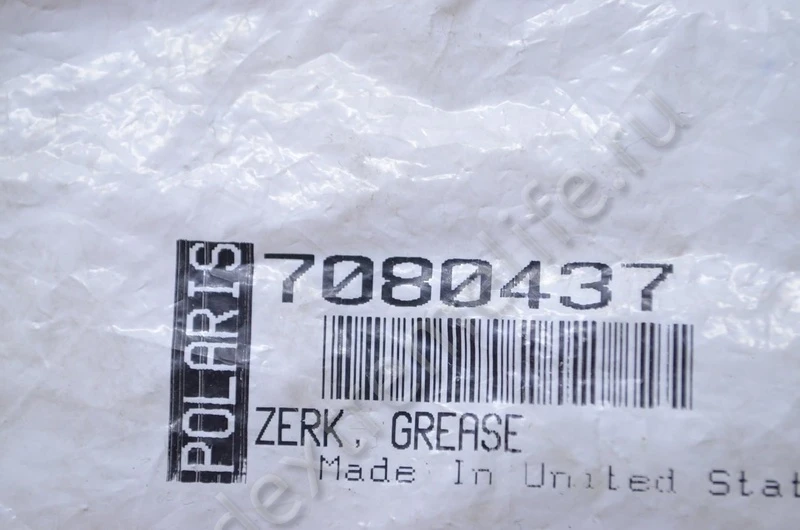 POLARIS
7080437
ZERK, GREASE
Made In United Stat